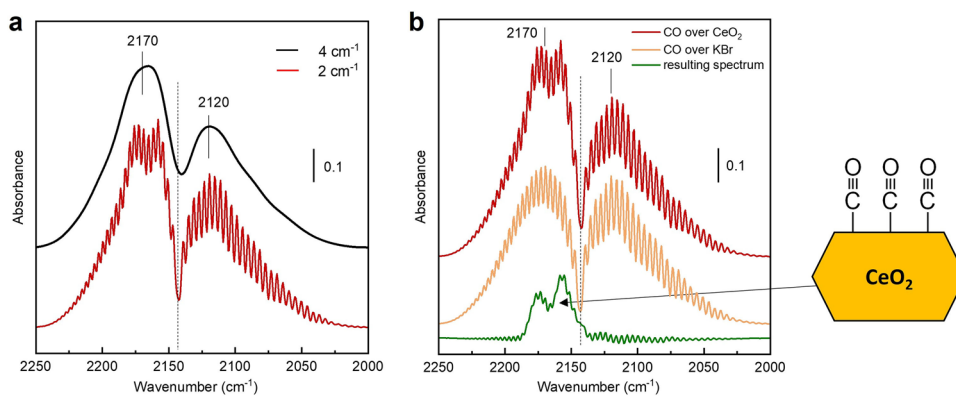 a
2170
2120
4 cm⁻¹
2 cm⁻¹
0.1
Absorbance
2250 2200 2150 2100 2050 2000
Wavenumber (cm⁻¹)
b
2170
2120
CO over CeO₂
CO over KBr
resulting spectrum
0.1
Absorbance
2250 2200 2150 2100 2050 2000
Wavenumber (cm⁻¹)
O O O
C C C
CeO₂